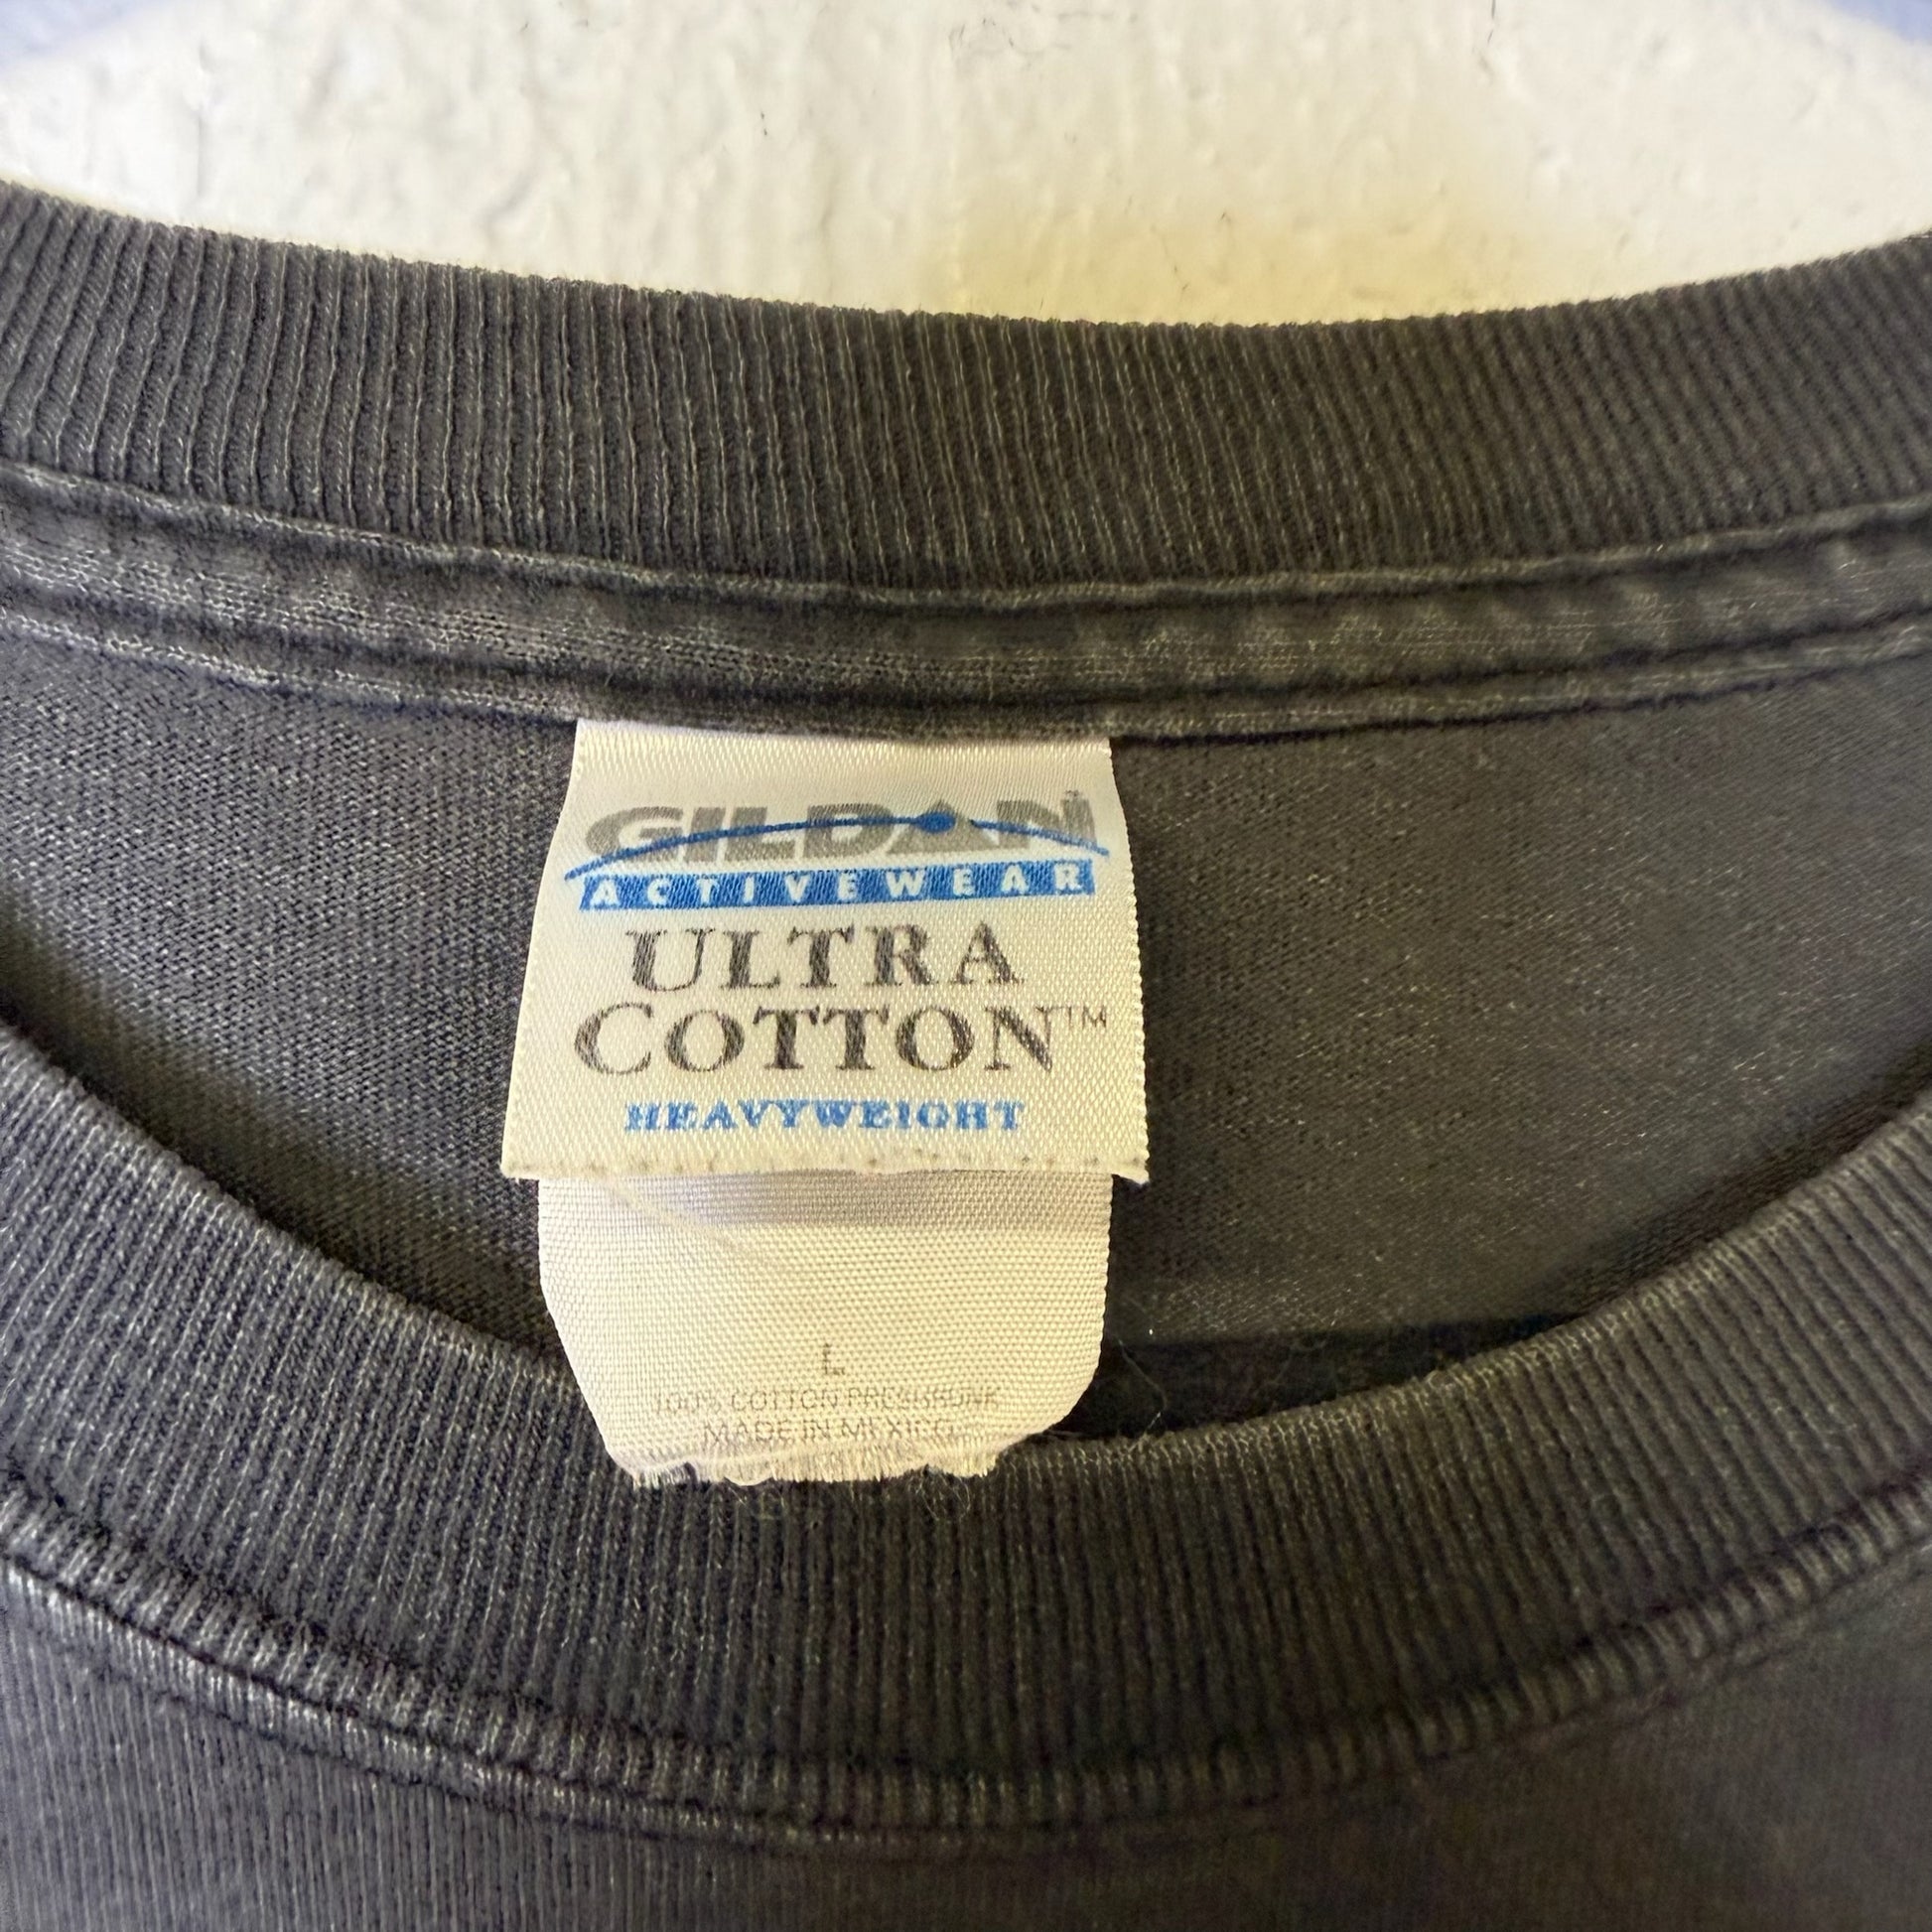 GILDAN
ACTIVEWEAR
ULTRA
COTTON™
HEAVYWEIGHT
L
100% COTTON PRESHRUNK
MADE IN MEXICO